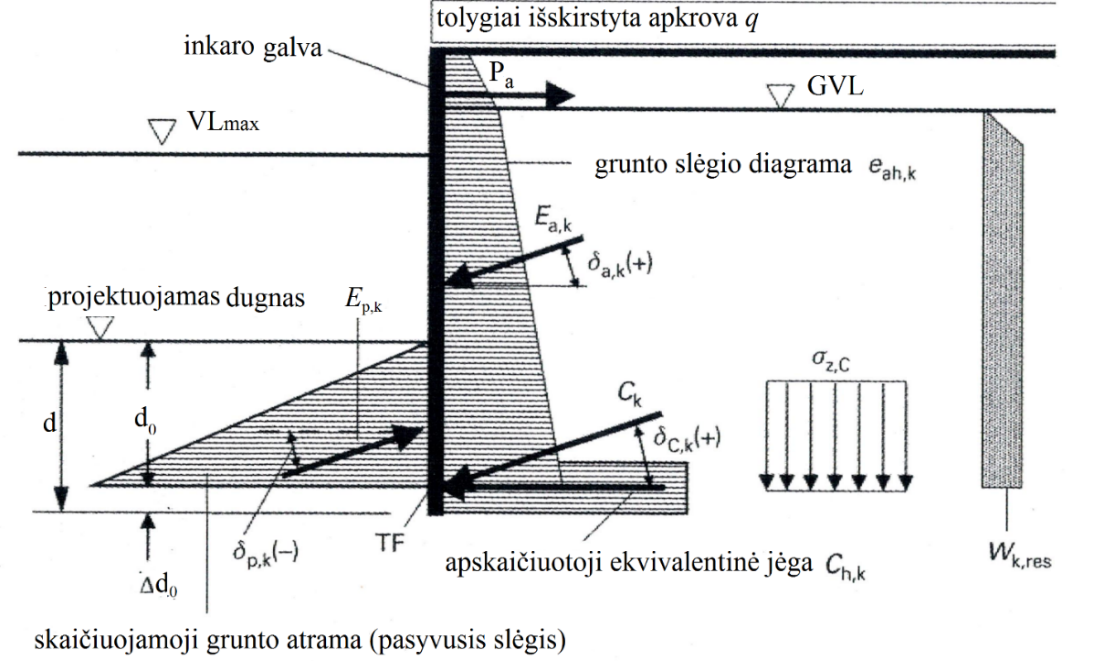 tolygiai išskirstyta apkrova q
inkaro galva
Pa
GVL
VLmax
grunto slėgio diagrama eah,k
Ea,k
δa,k(+)
projektuojamas dugnas
Ep,k
σz,C
Ck
d
d0
δC,k(+)
TF
δp,k(−)
apskaičiuotoji ekvivalentinė jėga Ch,k
Wk,res
Δd0
skaičiuojamoji grunto atrama (pasyvusis slėgis)